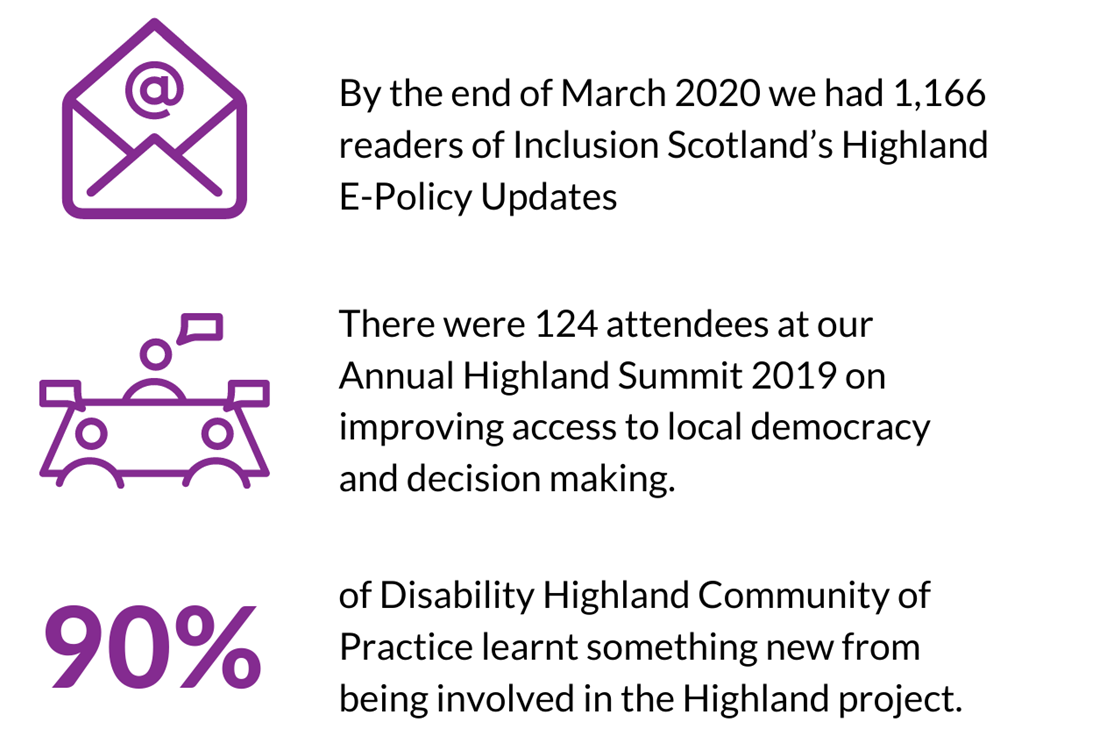 @
By the end of March 2020 we had 1,166
readers of Inclusion Scotland’s Highland
E-Policy Updates
There were 124 attendees at our
Annual Highland Summit 2019 on
improving access to local democracy
and decision making.
90%
of Disability Highland Community of
Practice learnt something new from
being involved in the Highland project.